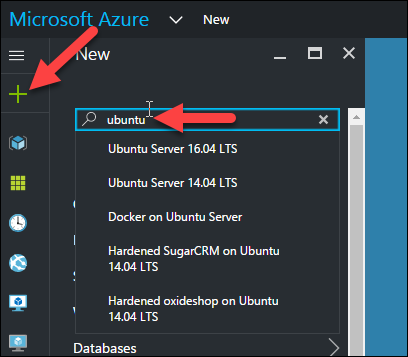 Microsoft Azure New
New
ubuntu
Ubuntu Server 16.04 LTS
Ubuntu Server 14.04 LTS
Docker on Ubuntu Server
Hardened SugarCRM on Ubuntu
14.04 LTS
Hardened oxideshop on Ubuntu
14.04 LTS
Databases